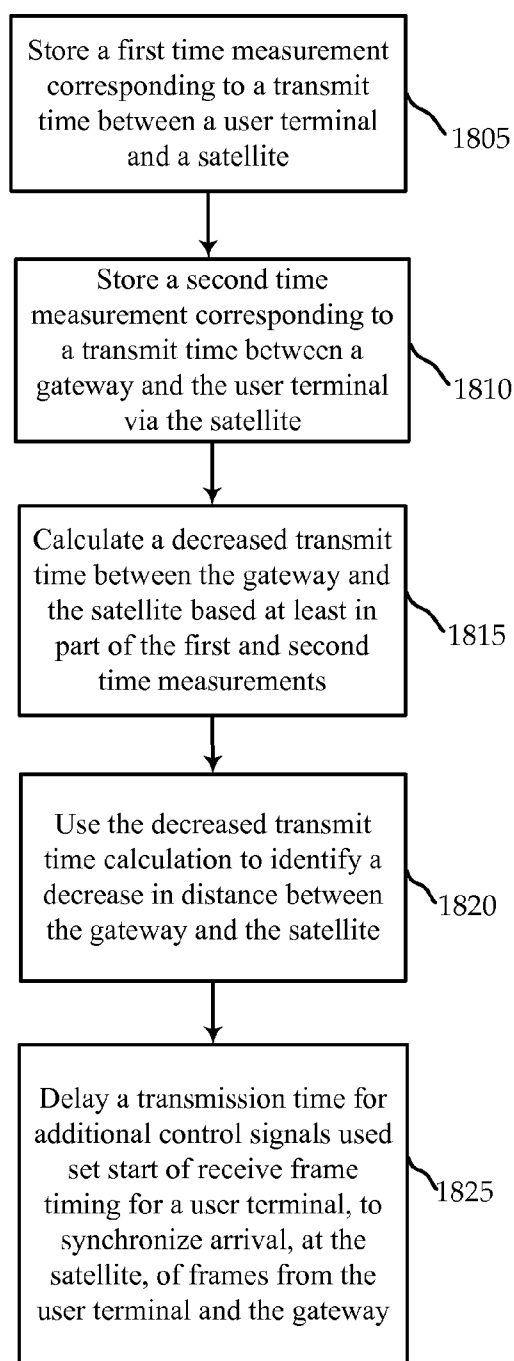 Store a first time measurement
corresponding to a transmit
time between a user terminal
and a satellite
1805
Store a second time
measurement corresponding to
a transmit time between a
gateway and the user terminal
via the satellite
1810
Calculate a decreased transmit
time between the gateway and
the satellite based at least in
part of the first and second
time measurements
1815
Use the decreased transmit
time calculation to identify a
decrease in distance between
the gateway and the satellite
1820
Delay a transmission time for
additional control signals used
set start of receive frame
timing for a user terminal, to
synchronize arrival, at the
satellite, of frames from the
user terminal and the gateway
1825